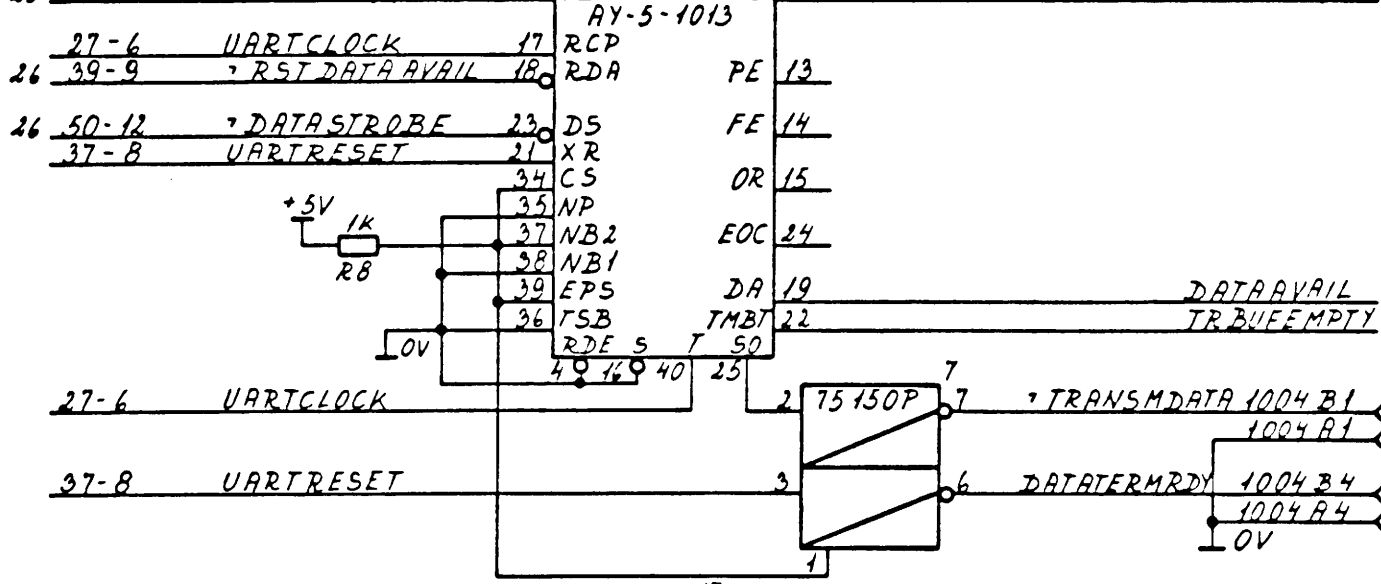 AY-5-1013
27-6 UARTCLOCK 17 RCP
26 39-9 ¬RST DATA AVAIL 18 RDA PE 13
26 50-12 ¬DATASTROBE 23 DS FE 14
37-8 UARTRESET 21 XR
34 CS OR 15
+5V 35 NP
1K 37 NB2 EOC 24
R8 38 NB1
39 EPS DA 19 DATAAVAIL
36 TSB TMBT 22 TRBUFEMPTY
0V RDE S T SO
4 16 40 25
7
27-6 UARTCLOCK 2 75150P 7 ¬TRANSMDATA 1004 B1
1004 A1
37-8 UARTRESET 3 6 DATATERMRDY 1004 B4
1004 A4
1 0V